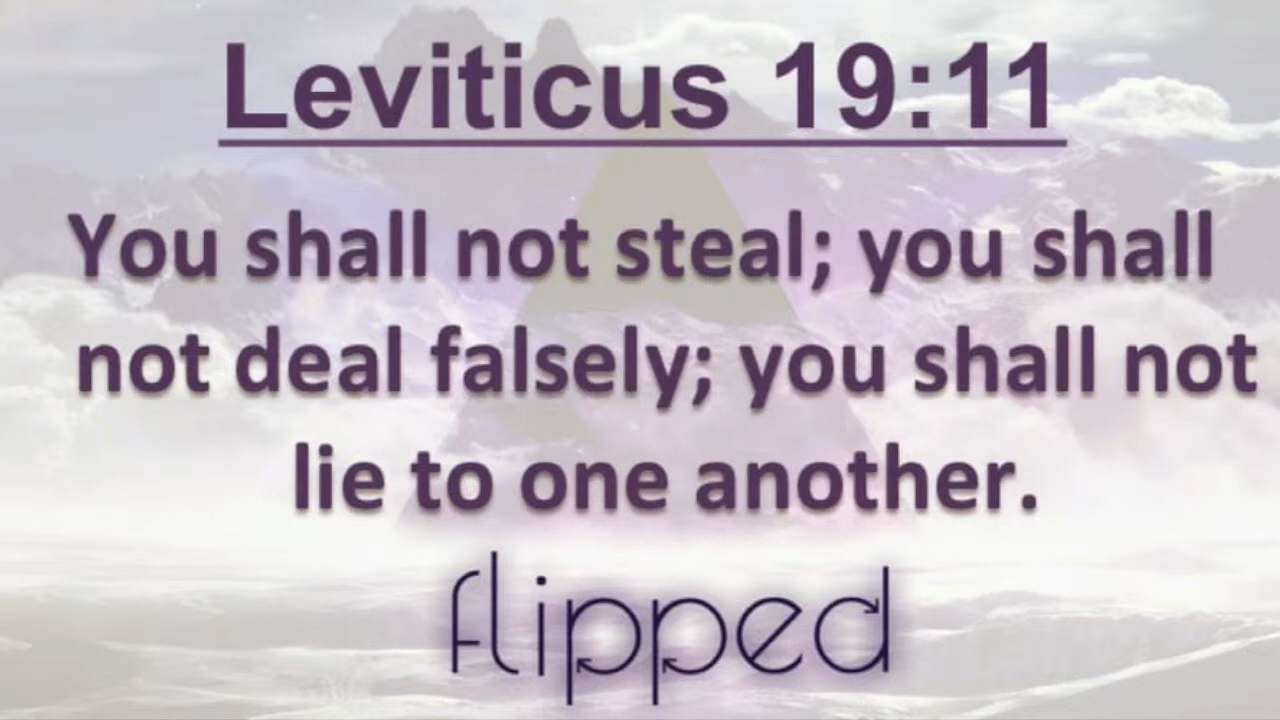 Leviticus 19:11
You shall not steal; you shall
not deal falsely; you shall not
lie to one another.
flipped